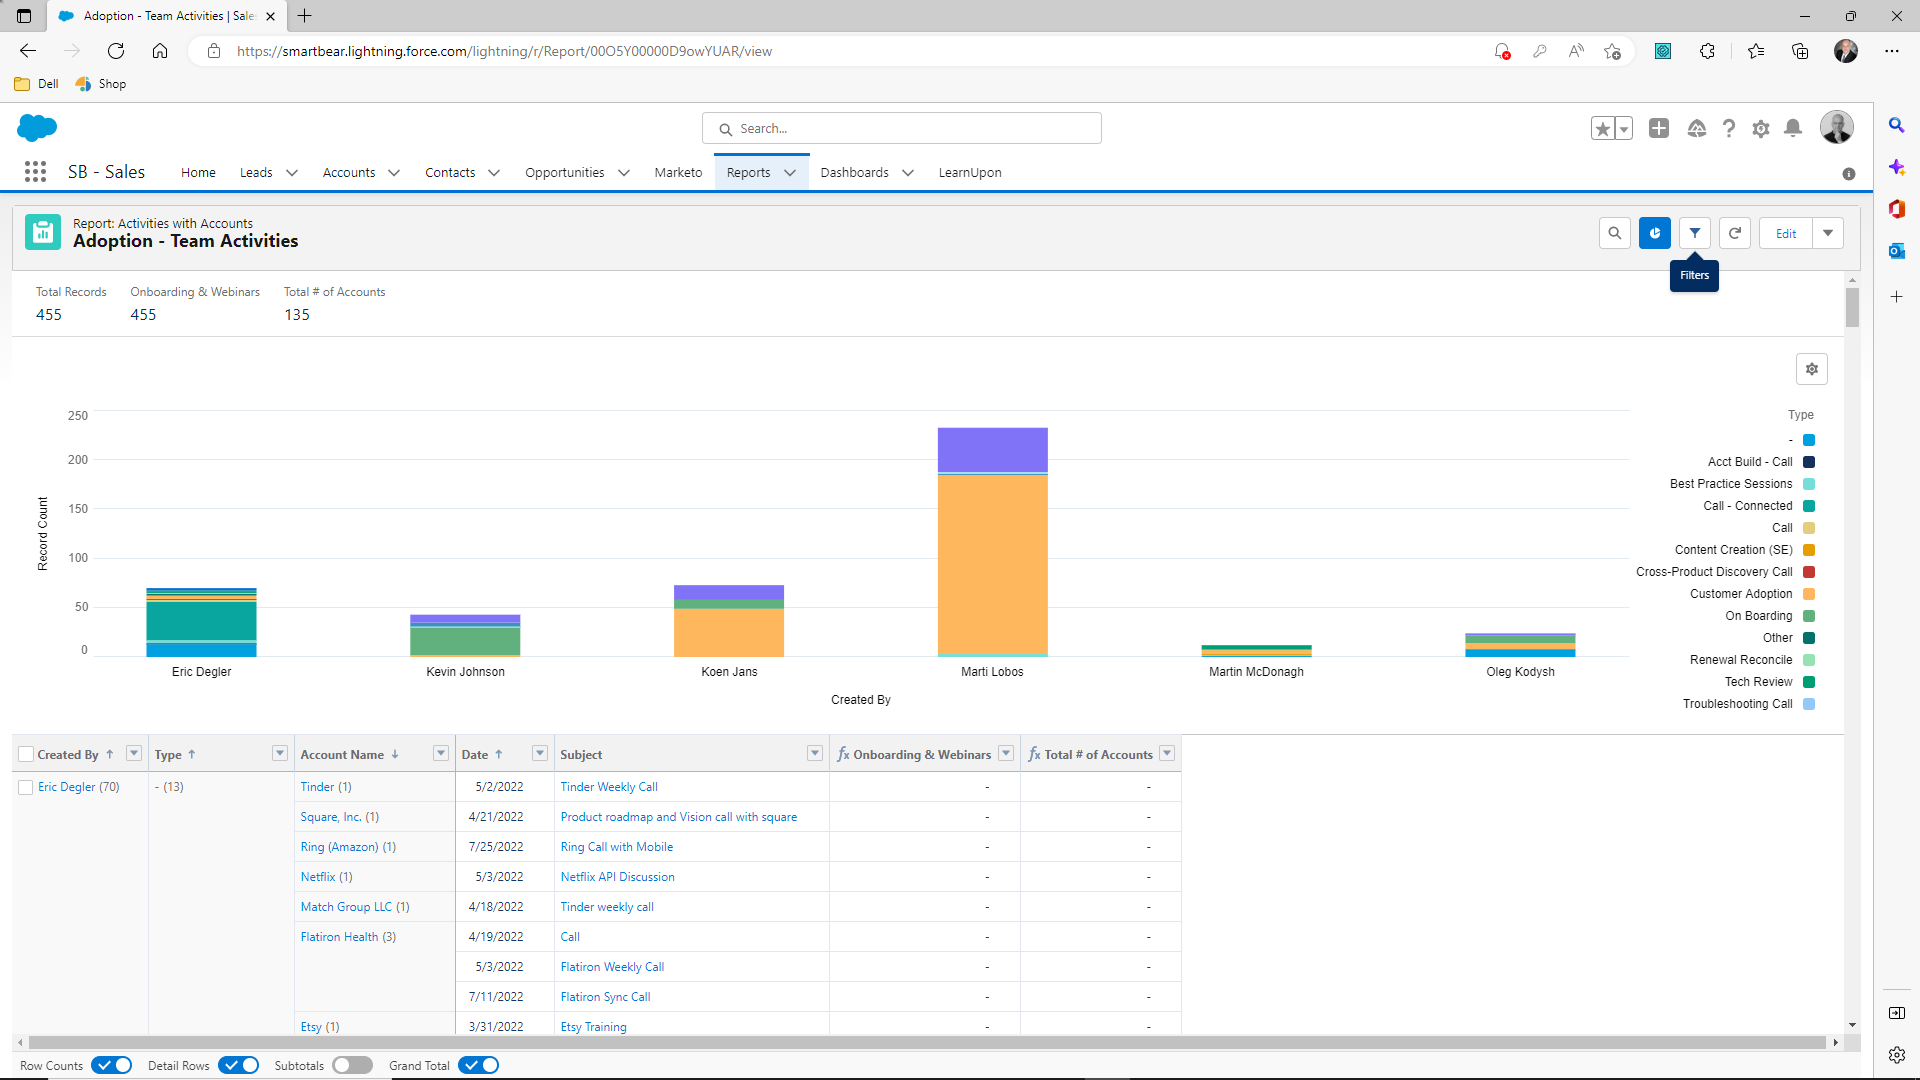 Adoption - Team Activities | Sale
https://smartbear.lightning.force.com/lightning/r/Report/00O5Y00000D9owYUAR/view
Dell Shop
Search...
SB - Sales Home Leads Accounts Contacts Opportunities Marketo Reports Dashboards LearnUpon
Report: Activities with Accounts
Adoption - Team Activities
Edit
Filters
Total Records Onboarding & Webinars Total # of Accounts
455 455 135
Type
-
Acct Build - Call
Best Practice Sessions
Call - Connected
Call
Content Creation (SE)
Cross-Product Discovery Call
Customer Adoption
On Boarding
Other
Renewal Reconcile
Tech Review
Troubleshooting Call
Record Count
250
200
150
100
50
0
Eric Degler Kevin Johnson Koen Jans Marti Lobos Martin McDonagh Oleg Kodysh
Created By
Created By ↑ Type ↑ Account Name ↓ Date ↑ Subject fx Onboarding & Webinars fx Total # of Accounts
Eric Degler (70) - (13) Tinder (1) 5/2/2022 Tinder Weekly Call - -
Square, Inc. (1) 4/21/2022 Product roadmap and Vision call with square - -
Ring (Amazon) (1) 7/25/2022 Ring Call with Mobile - -
Netflix (1) 5/3/2022 Netflix API Discussion - -
Match Group LLC (1) 4/18/2022 Tinder weekly call - -
Flatiron Health (3) 4/19/2022 Call - -
5/3/2022 Flatiron Weekly Call - -
7/11/2022 Flatiron Sync Call - -
Etsy (1) 3/31/2022 Etsy Training - -
Row Counts Detail Rows Subtotals Grand Total